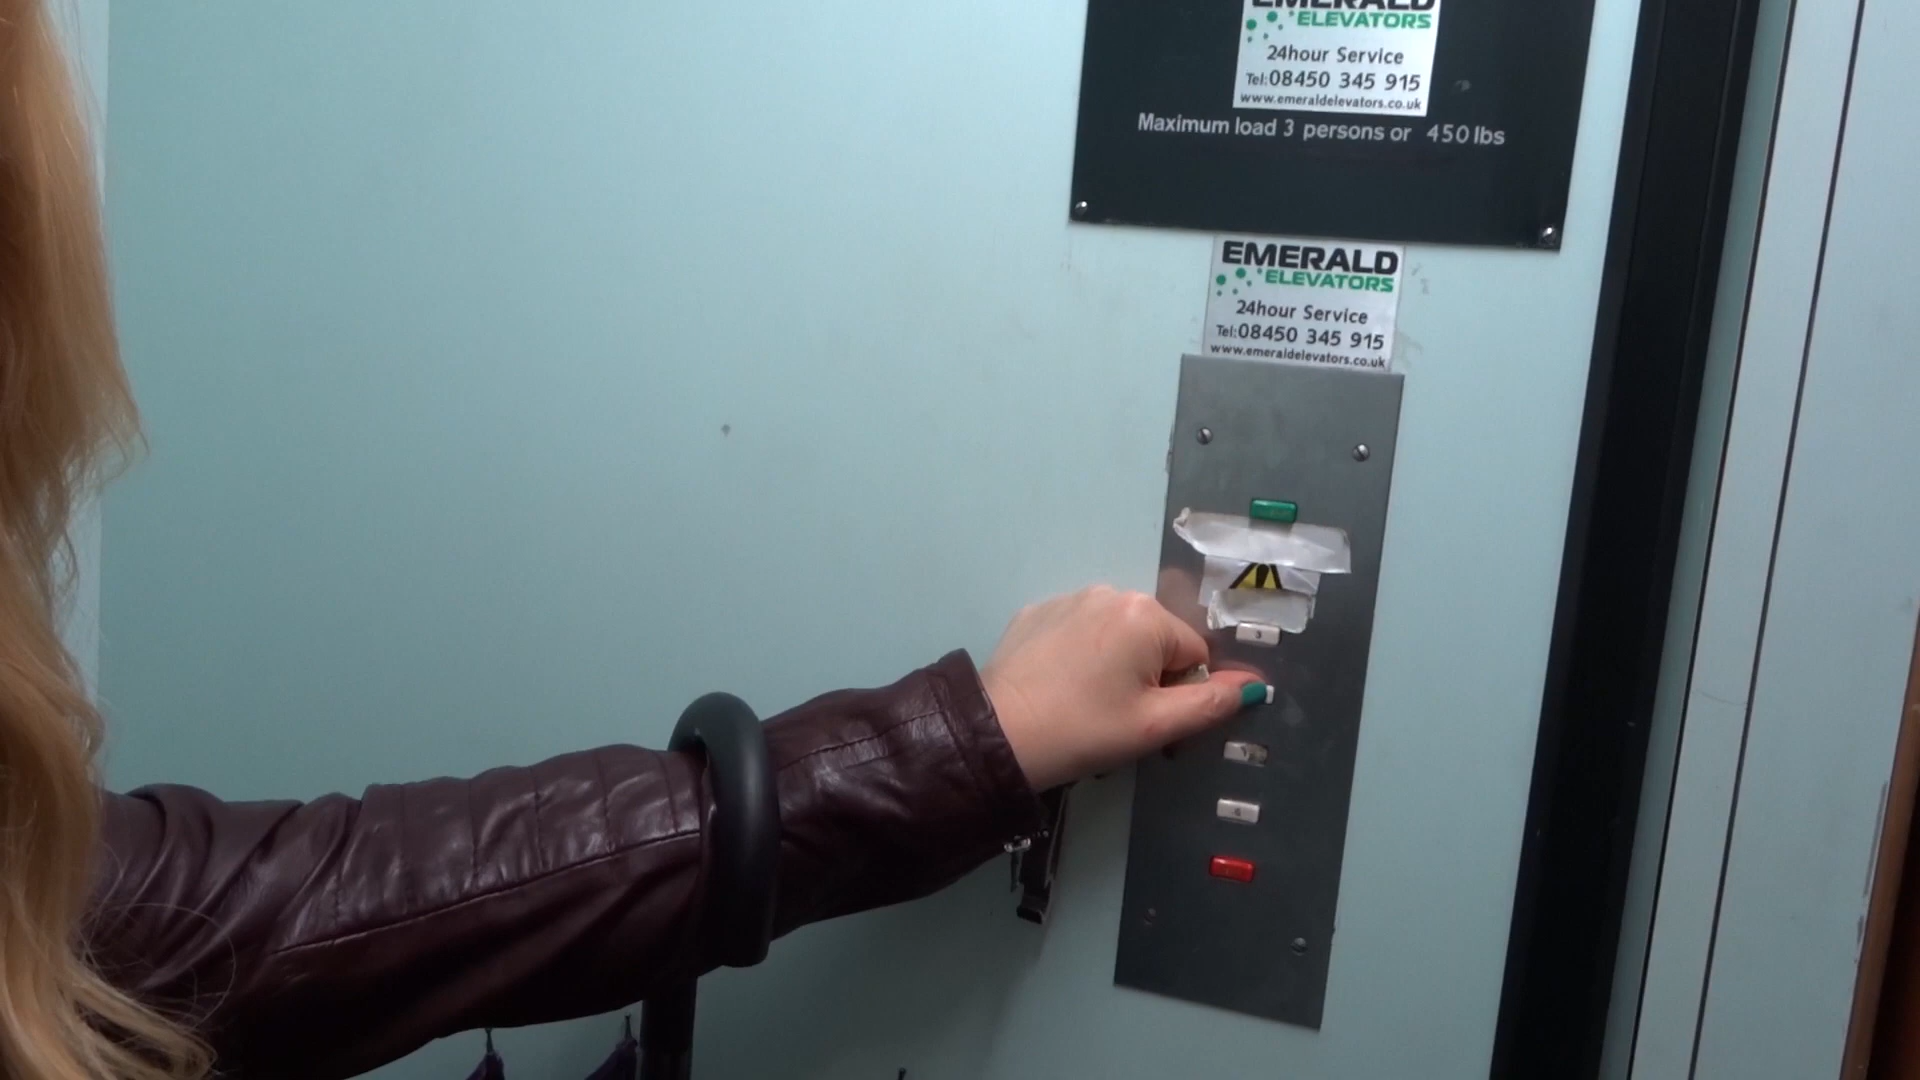 EMERALD
ELEVATORS
24hour Service
Tel:08450 345 915
www.emeraldelevators.co.uk
Maximum load 3 persons or 450 lbs
EMERALD
ELEVATORS
24hour Service
Tel:08450 345 915
www.emeraldelevators.co.uk
3
G